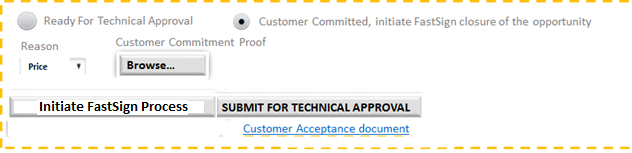 Ready For Technical Approval Customer Committed, initiate FastSign closure of the opportunity
Reason Customer Commitment Proof
Price Browse...
Initiate FastSign Process SUBMIT FOR TECHNICAL APPROVAL
Customer Acceptance document